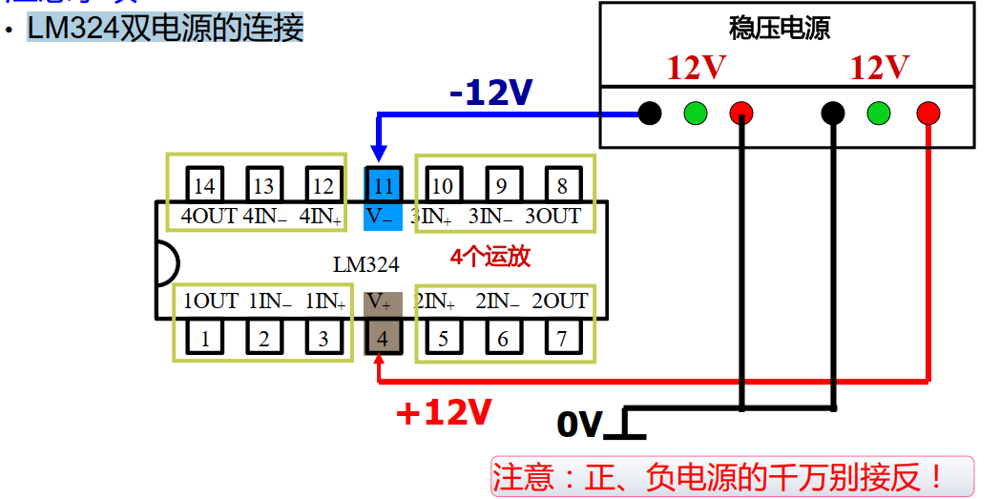 • LM324双电源的连接
稳压电源
12V 12V
-12V
14 13 12 11 10 9 8
4OUT 4IN− 4IN+ V− 3IN+ 3IN− 3OUT
LM324 4个运放
1OUT 1IN− 1IN+ V+ 2IN+ 2IN− 2OUT
1 2 3 4 5 6 7
+12V
0V
注意：正、负电源的千万别接反！